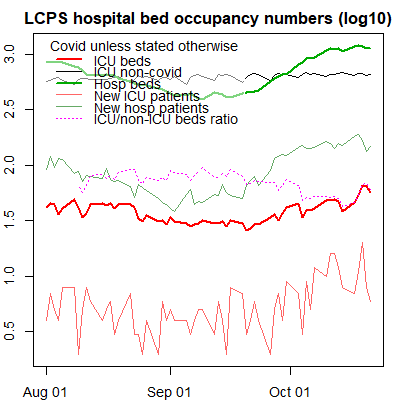 LCPS hospital bed occupancy numbers (log10)
Covid unless stated otherwise
ICU beds
ICU non-covid
Hosp beds
New ICU patients
New hosp patients
ICU/non-ICU beds ratio
3.0
2.5
2.0
1.5
1.0
0.5
Aug 01
Sep 01
Oct 01